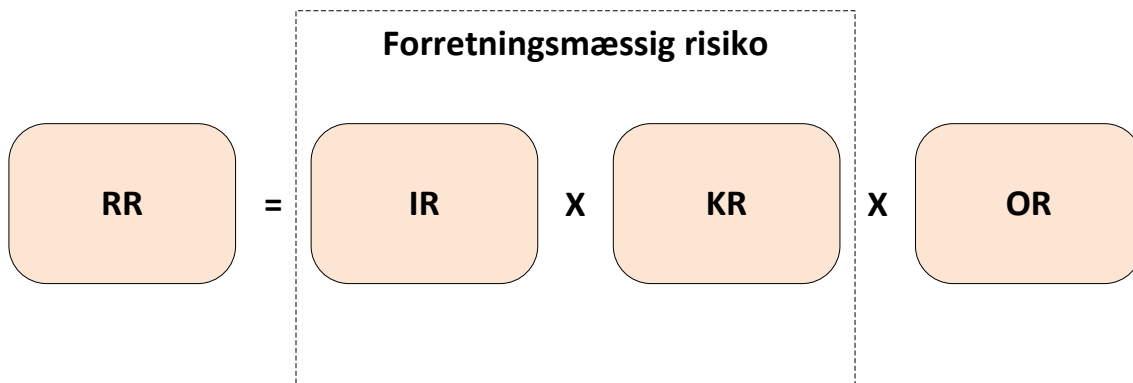 Forretningsmæssig risiko
RR = IR X KR X OR